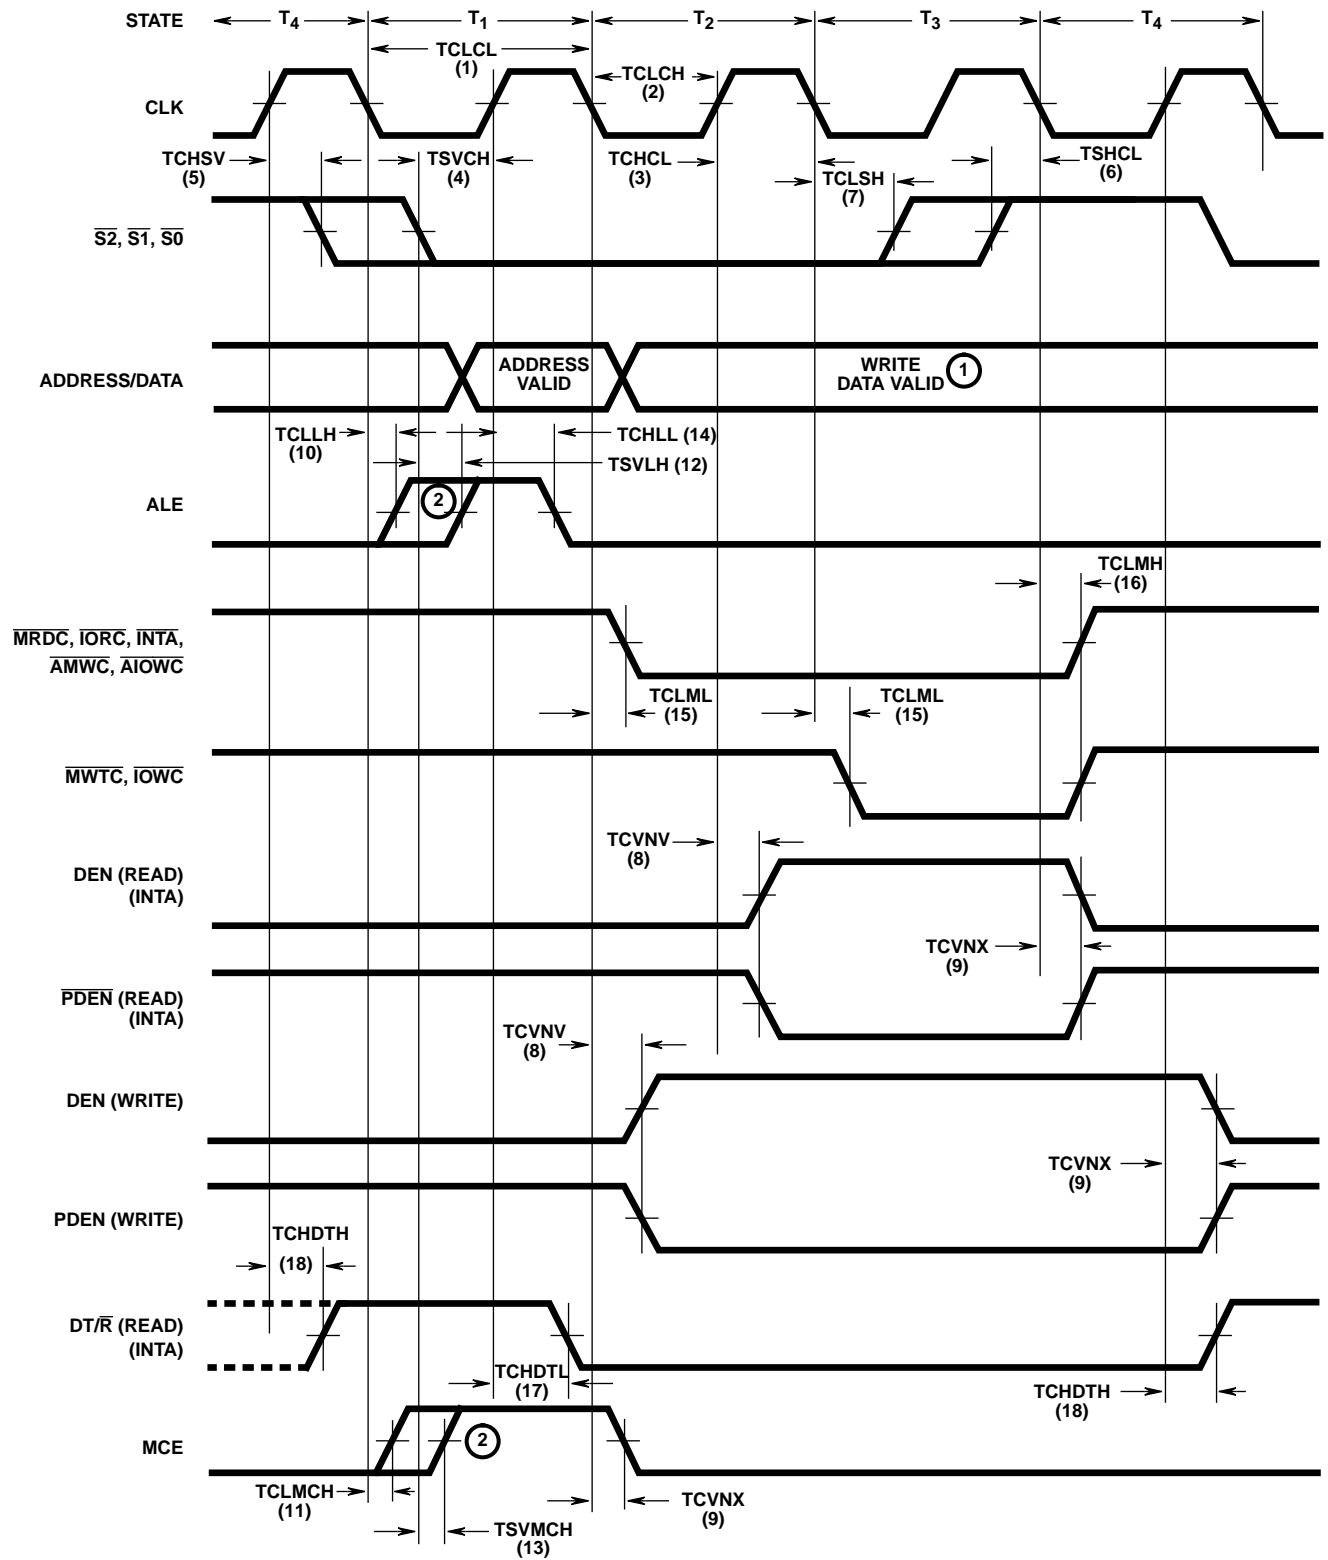 STATE T4 T1 T2 T3 T4
TCLCL
(1)
TCLCH
(2)
CLK
TCHSV
(5)
TSVCH
(4)
TCHCL
(3)
TCLSH
(7)
TSHCL
(6)
S2, S1, S0
ADDRESS/DATA
ADDRESS
VALID
WRITE
DATA VALID
1
TCLLH
(10)
TCHLL (14)
TSVLH (12)
ALE
2
TCLMH
(16)
MRDC, IORC, INTA,
AMWC, AIOWC
TCLML
(15)
TCLML
(15)
MWTC, IOWC
TCVNV
(8)
DEN (READ)
(INTA)
TCVNX
(9)
PDEN (READ)
(INTA)
TCVNV
(8)
DEN (WRITE)
TCVNX
(9)
PDEN (WRITE)
TCHDTH
(18)
DT/R (READ)
(INTA)
TCHDTL
(17)
TCHDTH
(18)
MCE
2
TCLMCH
(11)
TCVNX
(9)
TSVMCH
(13)